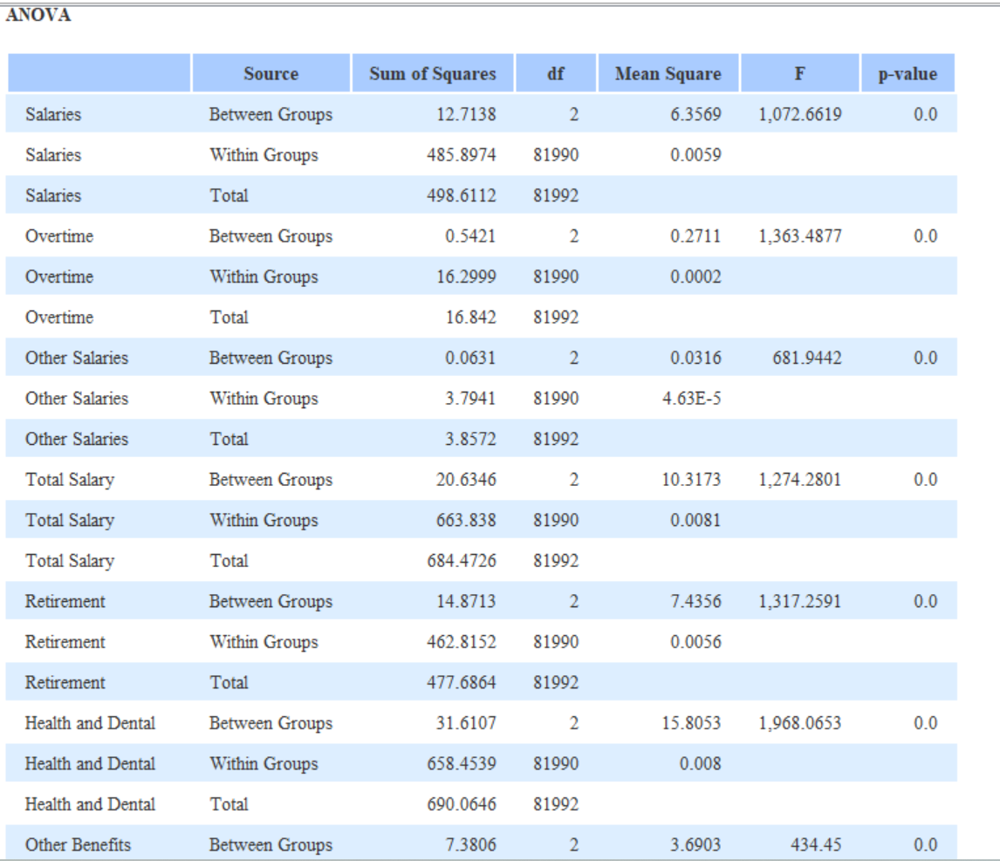 ANOVA
Source Sum of Squares df Mean Square F p-value
Salaries Between Groups 12.7138 2 6.3569 1,072.6619 0.0
Salaries Within Groups 485.8974 81990 0.0059
Salaries Total 498.6112 81992
Overtime Between Groups 0.5421 2 0.2711 1,363.4877 0.0
Overtime Within Groups 16.2999 81990 0.0002
Overtime Total 16.842 81992
Other Salaries Between Groups 0.0631 2 0.0316 681.9442 0.0
Other Salaries Within Groups 3.7941 81990 4.63E-5
Other Salaries Total 3.8572 81992
Total Salary Between Groups 20.6346 2 10.3173 1,274.2801 0.0
Total Salary Within Groups 663.838 81990 0.0081
Total Salary Total 684.4726 81992
Retirement Between Groups 14.8713 2 7.4356 1,317.2591 0.0
Retirement Within Groups 462.8152 81990 0.0056
Retirement Total 477.6864 81992
Health and Dental Between Groups 31.6107 2 15.8053 1,968.0653 0.0
Health and Dental Within Groups 658.4539 81990 0.008
Health and Dental Total 690.0646 81992
Other Benefits Between Groups 7.3806 2 3.6903 434.45 0.0